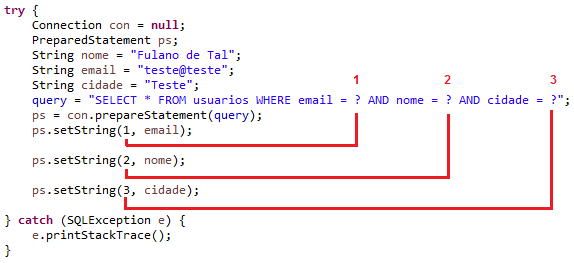 try {
Connection con = null;
PreparedStatement ps;
String nome = "Fulano de Tal";
String email = "teste@teste";
String cidade = "Teste";
1 2 3
query = "SELECT * FROM usuarios WHERE email = ? AND nome = ? AND cidade = ?";
ps = con.prepareStatement(query);
ps.setString(1, email);
ps.setString(2, nome);
ps.setString(3, cidade);
} catch (SQLException e) {
e.printStackTrace();
}